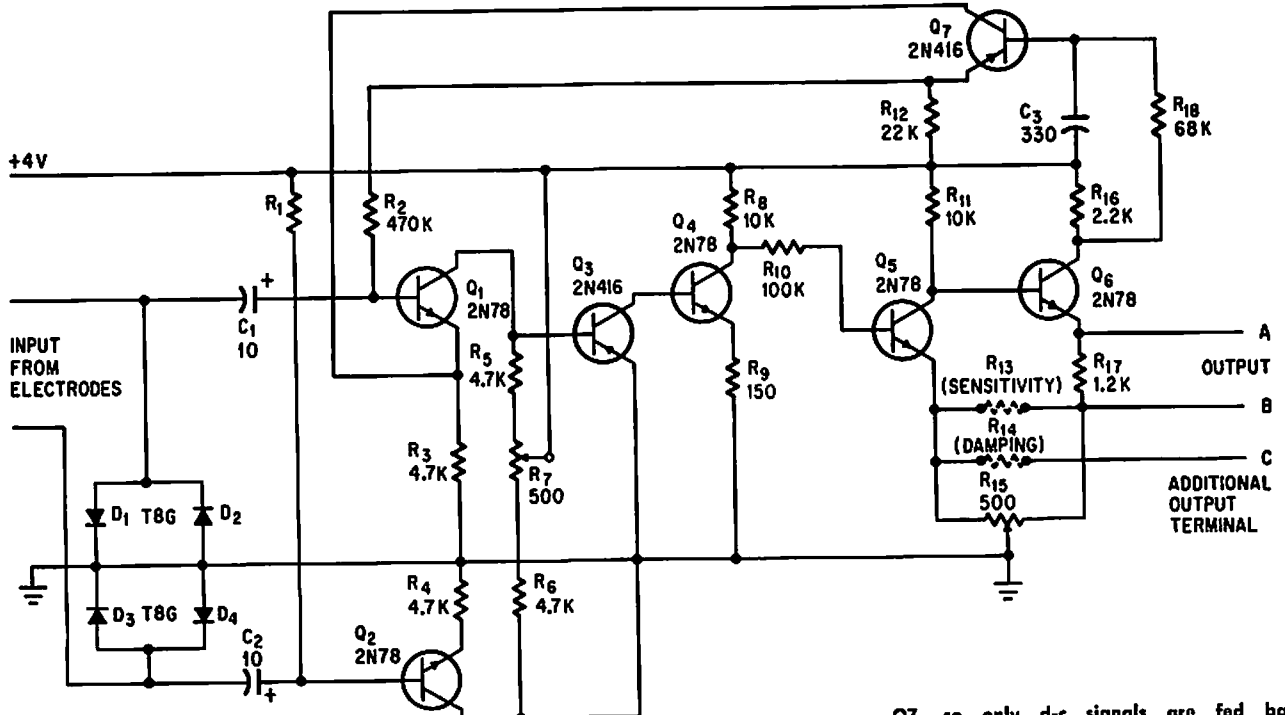 Q7
2N416
R12
22K
C3
330
R18
68K
+4V
R1
R2
470K
R8
10K
R11
10K
R16
2.2K
Q4
2N78
Q3
2N416
R10
100K
Q5
2N78
Q6
2N78
Q1
2N78
C1
10
+
INPUT
FROM
ELECTRODES
R5
4.7K
R9
150
R13
(SENSITIVITY)
R17
1.2K
A
OUTPUT
B
R14
(DAMPING)
C
R3
4.7K
R7
500
R15
500
ADDITIONAL
OUTPUT
TERMINAL
D1 T8G D2
R4
4.7K
R6
4.7K
D3 T8G D4
Q2
2N78
C2
10
+
Q7, so only d-c signals are fed